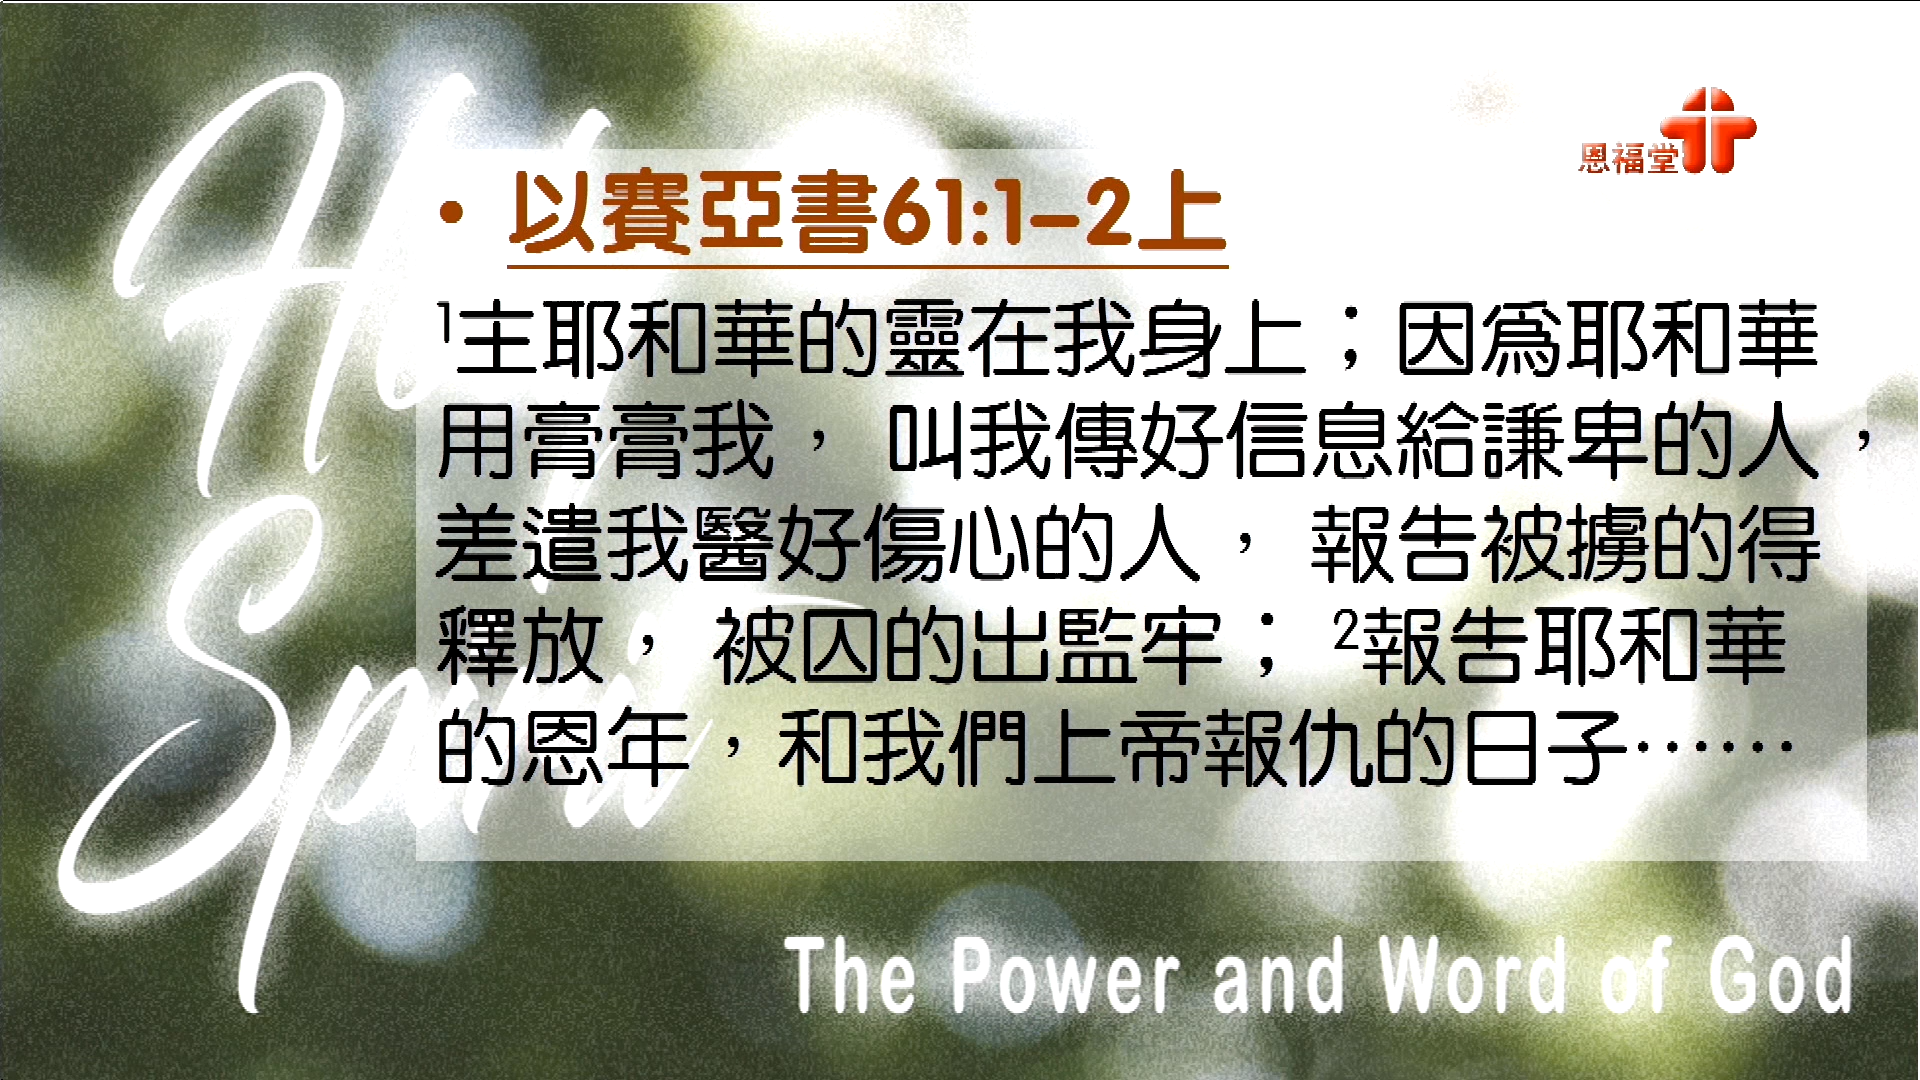 Holy
Spirit
恩福堂
• 以賽亞書61:1–2上
¹主耶和華的靈在我身上；因為耶和華
用膏膏我， 叫我傳好信息給謙卑的人，
差遣我醫好傷心的人， 報告被擄的得
釋放， 被囚的出監牢； ²報告耶和華
的恩年，和我們上帝報仇的日子……
The Power and Word of God